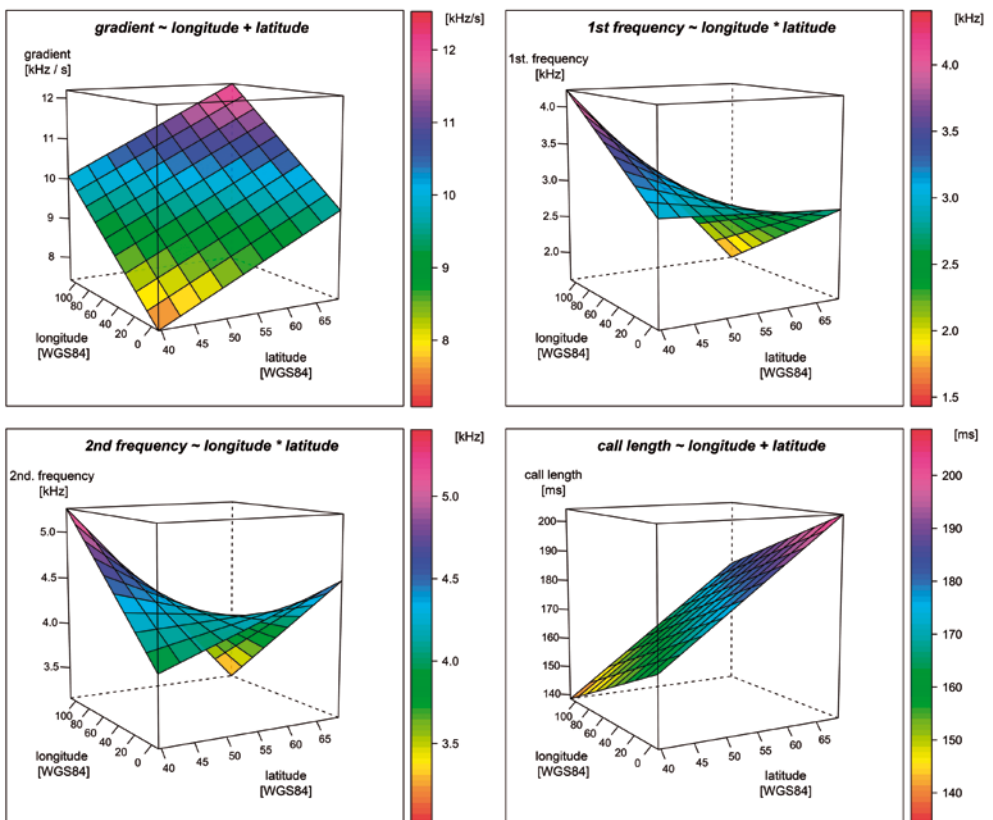 gradient ~ longitude + latitude
[kHz/s]
gradient
[kHz / s]
12
11
10
9
8
100
80
60
40
20
0
longitude
[WGS84]
40
45
50
55
60
65
latitude
[WGS84]
12
11
10
9
8
1st frequency ~ longitude * latitude
[kHz]
1st. frequency
[kHz]
4.0
3.5
3.0
2.5
2.0
100
80
60
40
20
0
longitude
[WGS84]
40
45
50
55
60
65
latitude
[WGS84]
4.0
3.5
3.0
2.5
2.0
1.5
2nd frequency ~ longitude * latitude
[kHz]
2nd. frequency
[kHz]
5.0
4.5
4.0
3.5
100
80
60
40
20
0
longitude
[WGS84]
40
45
50
55
60
65
latitude
[WGS84]
5.0
4.5
4.0
3.5
call length ~ longitude + latitude
[ms]
call length
[ms]
200
190
180
170
160
150
140
100
80
60
40
20
0
longitude
[WGS84]
40
45
50
55
60
65
latitude
[WGS84]
200
190
180
170
160
150
140